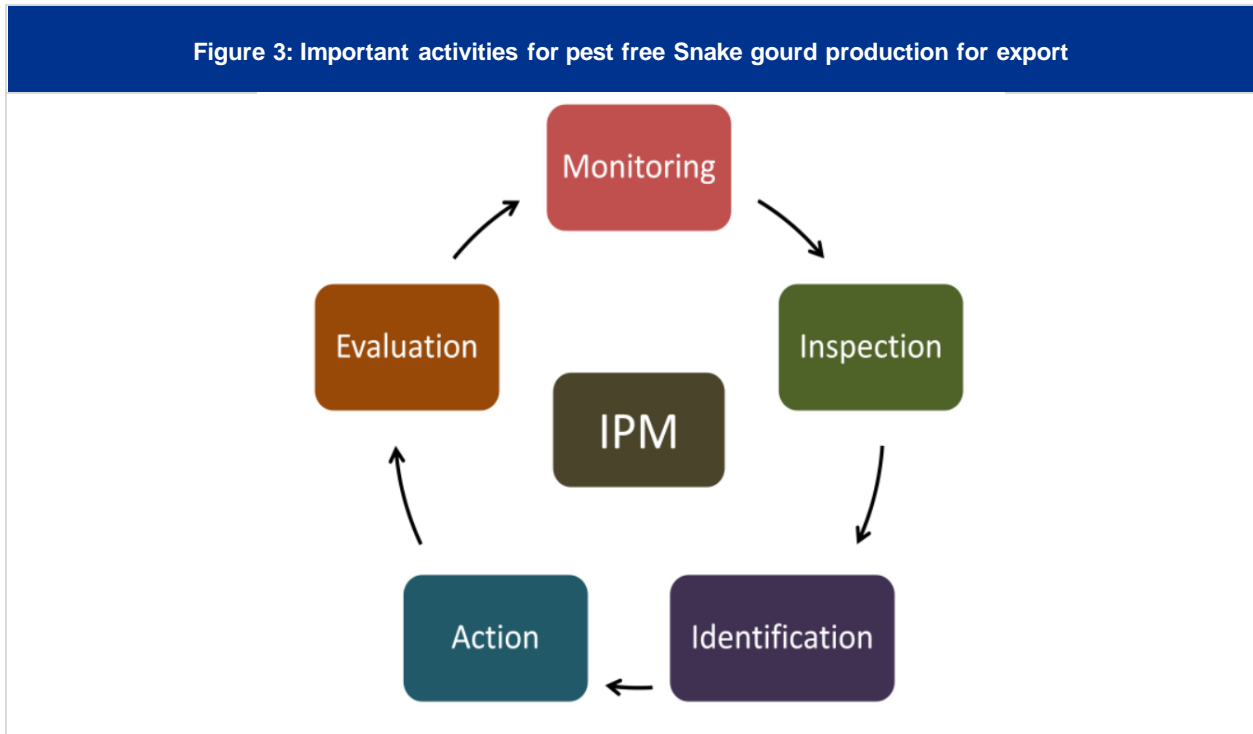 Figure 3: Important activities for pest free Snake gourd production for export
Monitoring
Inspection
Identification
Action
Evaluation
IPM